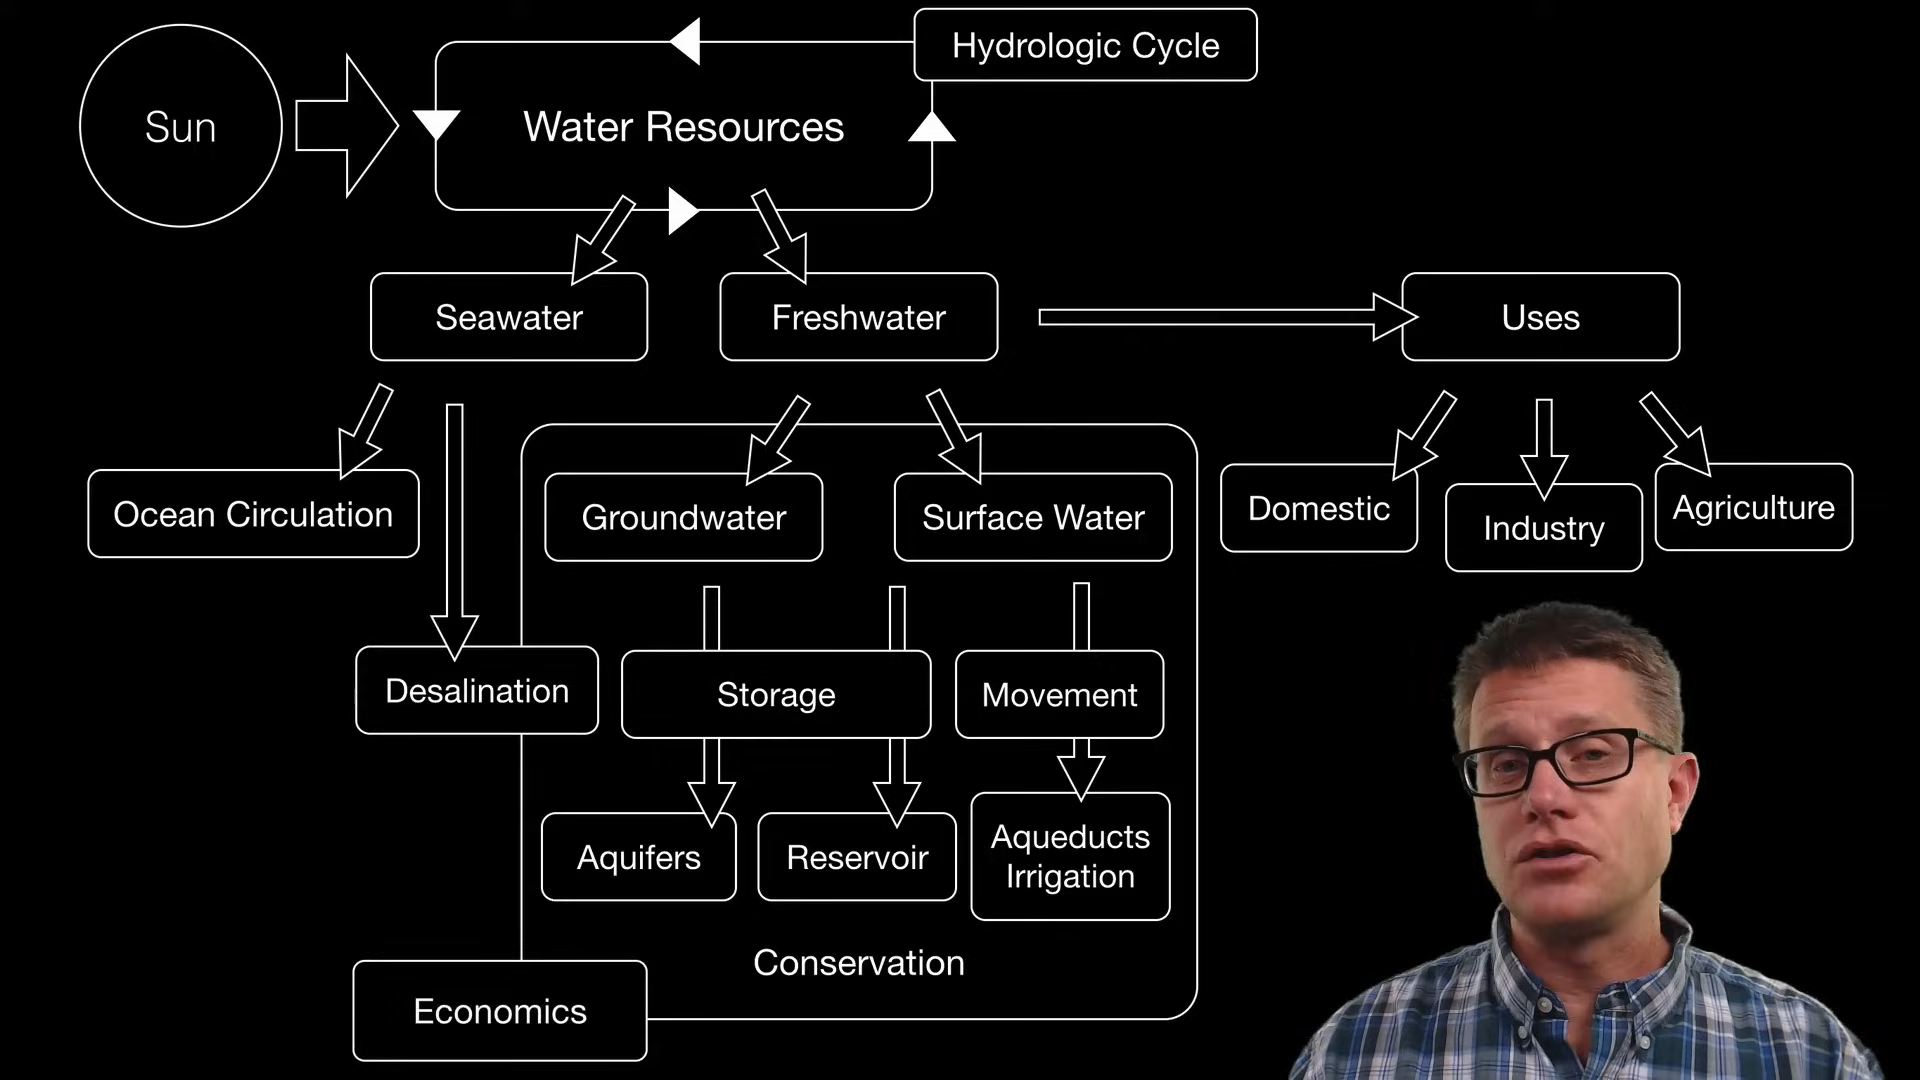 Hydrologic Cycle
Sun
Water Resources
Seawater
Freshwater
Uses
Ocean Circulation
Groundwater
Surface Water
Domestic
Industry
Agriculture
Desalination
Storage
Movement
Aquifers
Reservoir
Aqueducts
Irrigation
Conservation
Economics